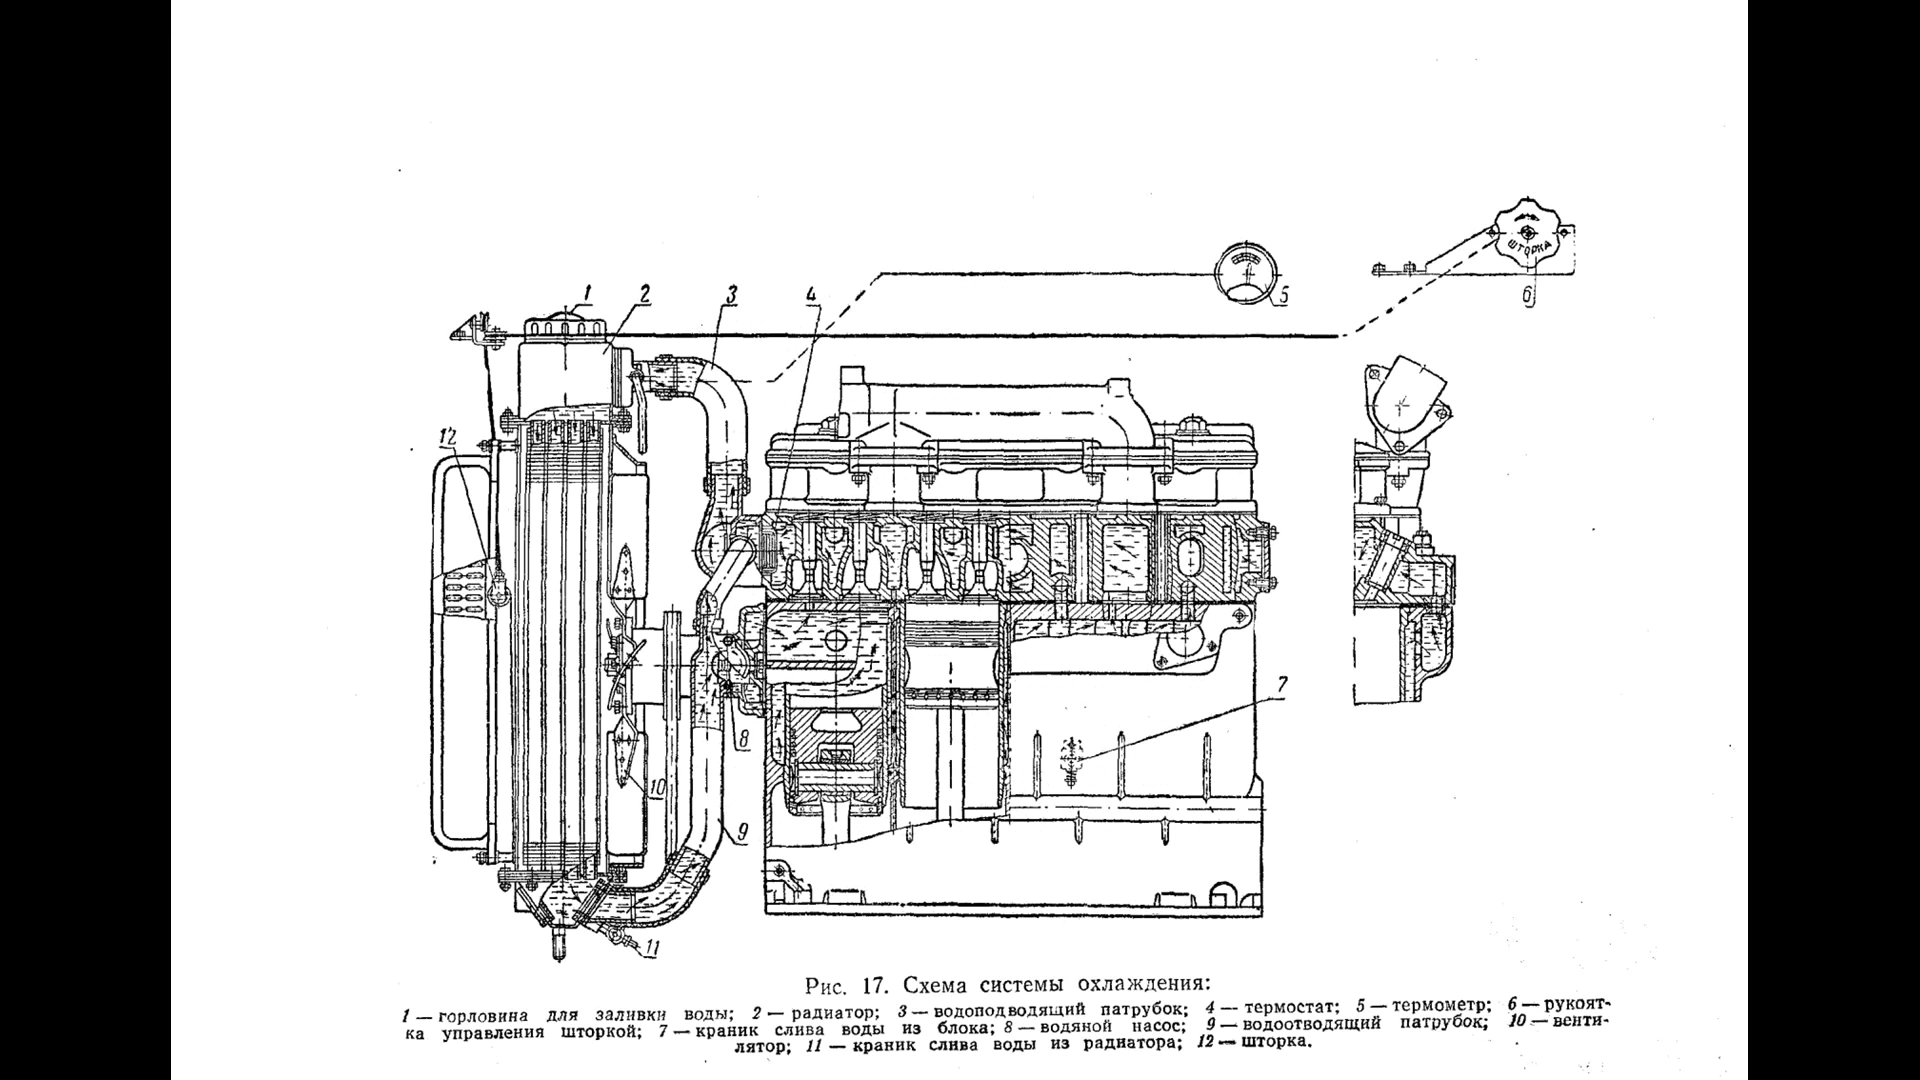 ШТОРКА
1
2
3
4
5
6
12
7
8
10
9
11
Рис. 17. Схема системы охлаждения:
1 — горловина для заливки воды; 2 — радиатор; 3 — водоподводящий патрубок; 4 — термостат; 5 — термометр; 6 — рукоят-
ка управления шторкой; 7 — краник слива воды из блока; 8 — водяной насос; 9 — водоотводящий патрубок; 10 — венти-
лятор; 11 — краник слива воды из радиатора; 12 — шторка.